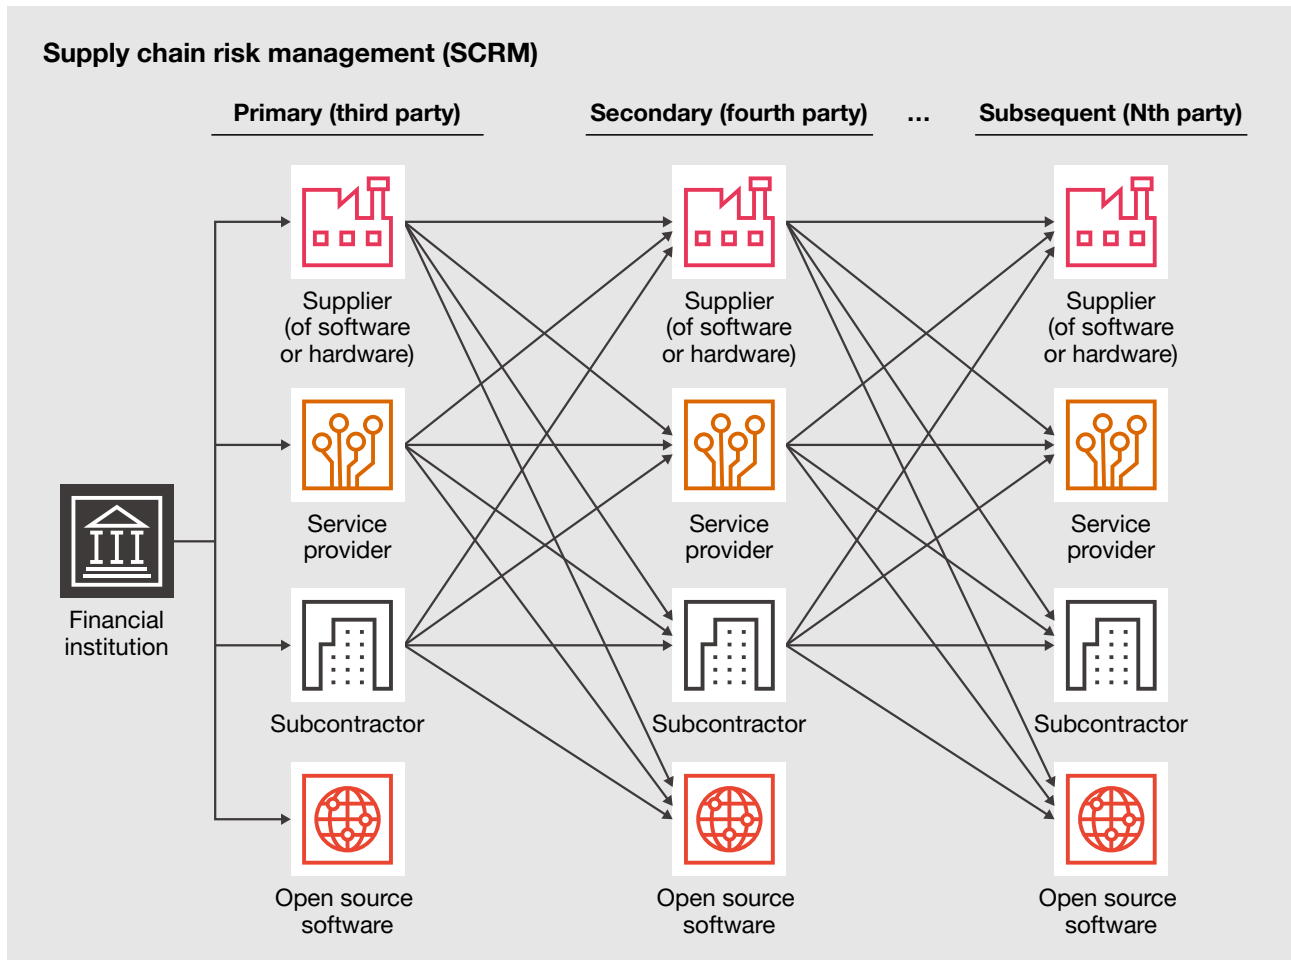 Supply chain risk management (SCRM)
Primary (third party)
Secondary (fourth party)
...
Subsequent (Nth party)
Supplier
(of software
or hardware)
Supplier
(of software
or hardware)
Supplier
(of software
or hardware)
Service
provider
Service
provider
Service
provider
Financial
institution
Subcontractor
Subcontractor
Subcontractor
Open source
software
Open source
software
Open source
software